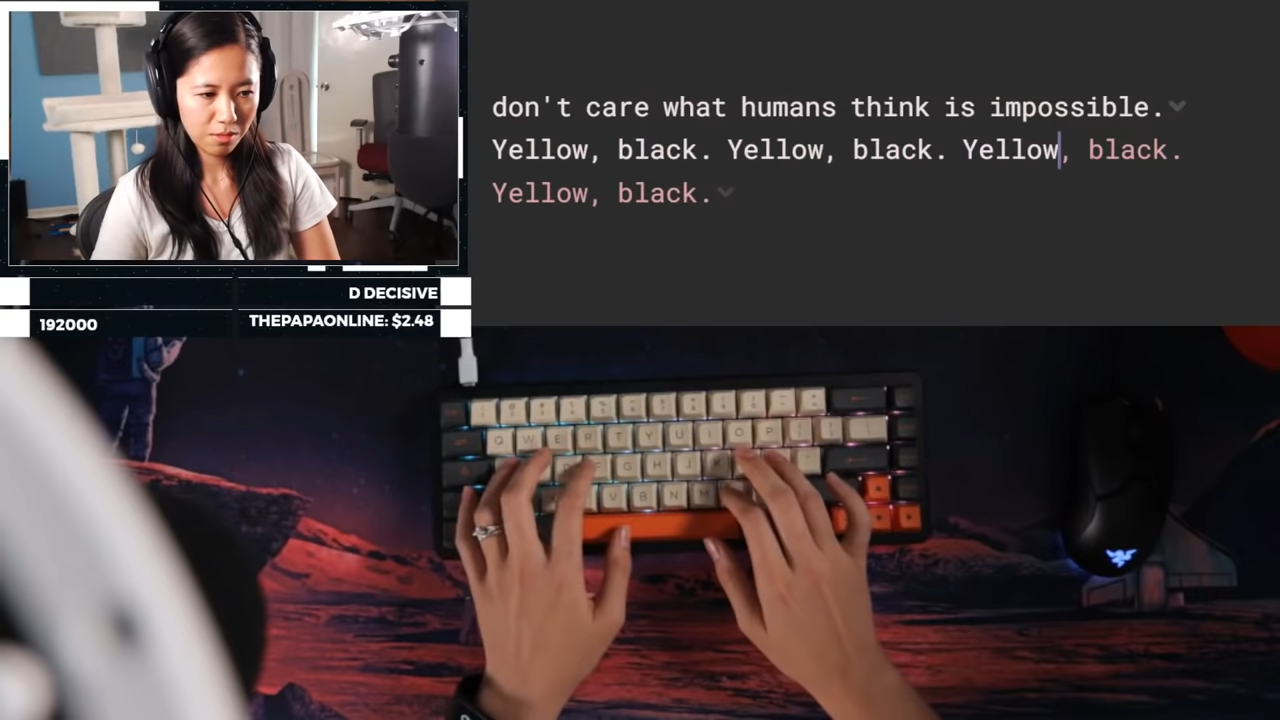 don't care what humans think is impossible.
Yellow, black. Yellow, black. Yellow, black.
Yellow, black.
D DECISIVE
192000
THEPAPAONLINE: $2.48
Q W E R T Y U I O P
F G H J K
V B N M